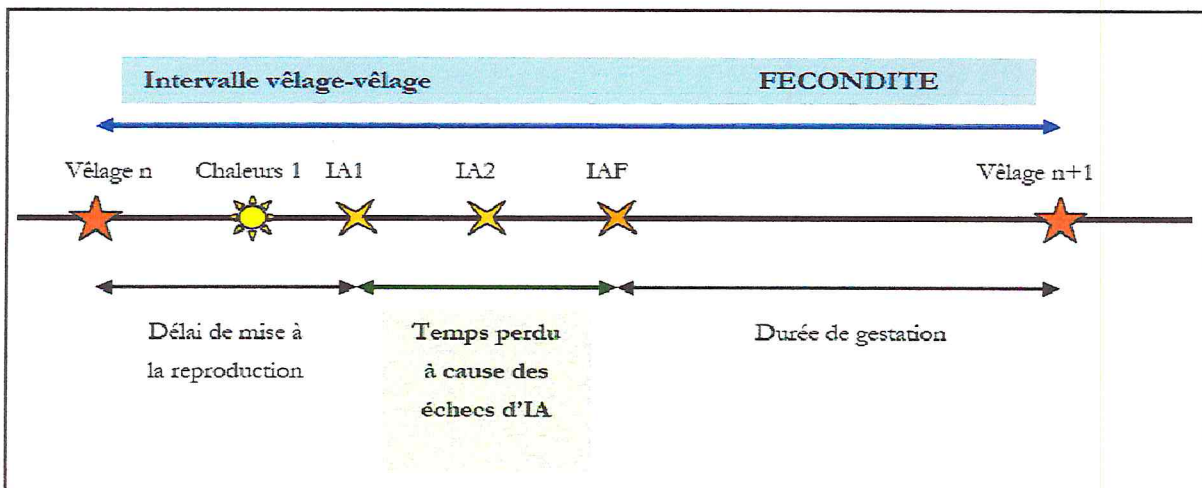 Intervalle vêlage-vêlage FECONDITE
Vêlage n Chaleurs 1 IA1 IA2 IAF Vêlage n+1
Délai de mise à
la reproduction
Temps perdu
à cause des
échecs d'IA
Durée de gestation